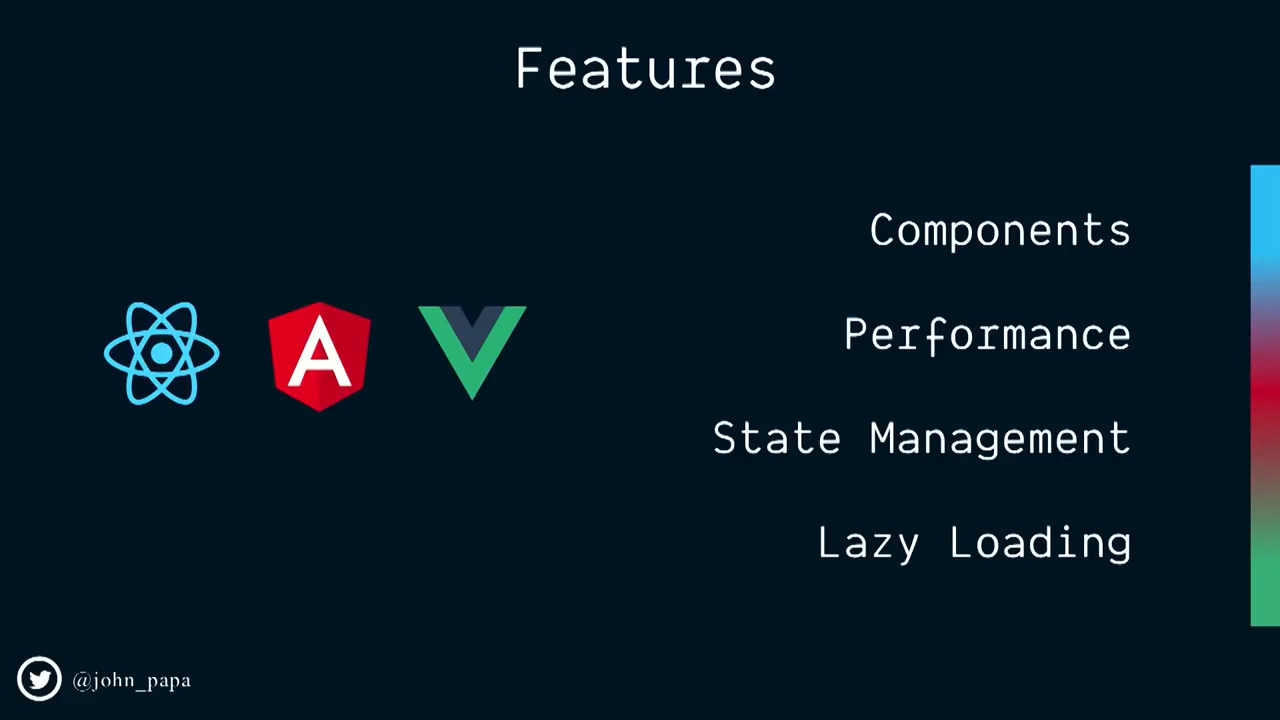 Features
Components
Performance
State Management
Lazy Loading
A
@john_papa